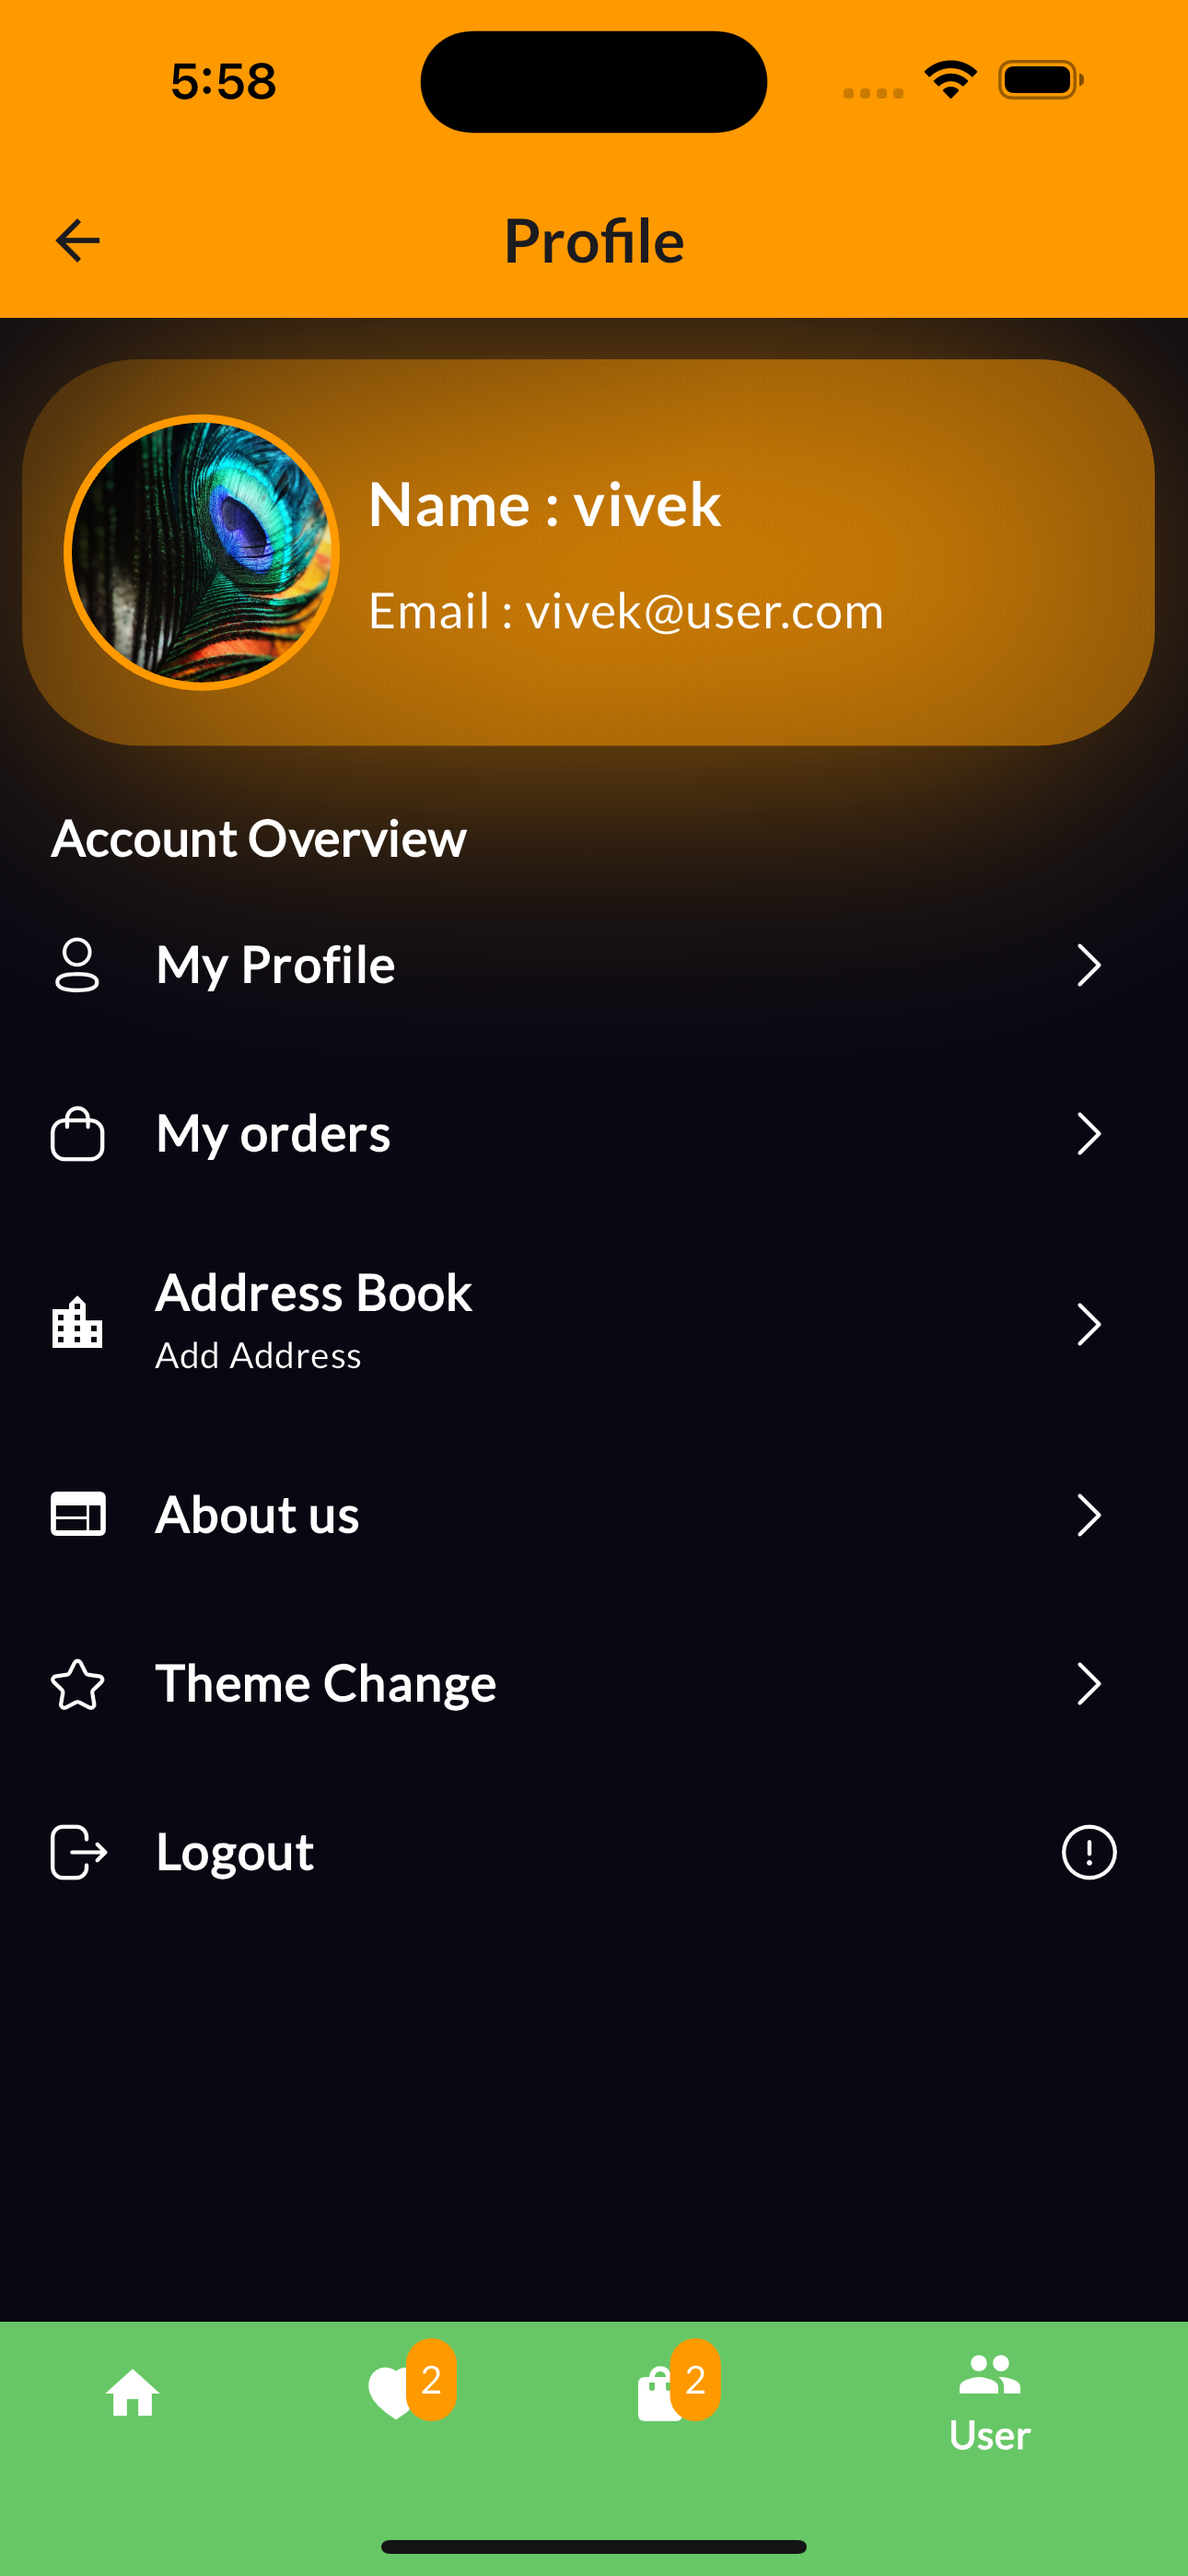 5:58
Profile
Name : vivek
Email : vivek@user.com
Account Overview
My Profile
My orders
Address Book
Add Address
About us
Theme Change
Logout
2
2
User